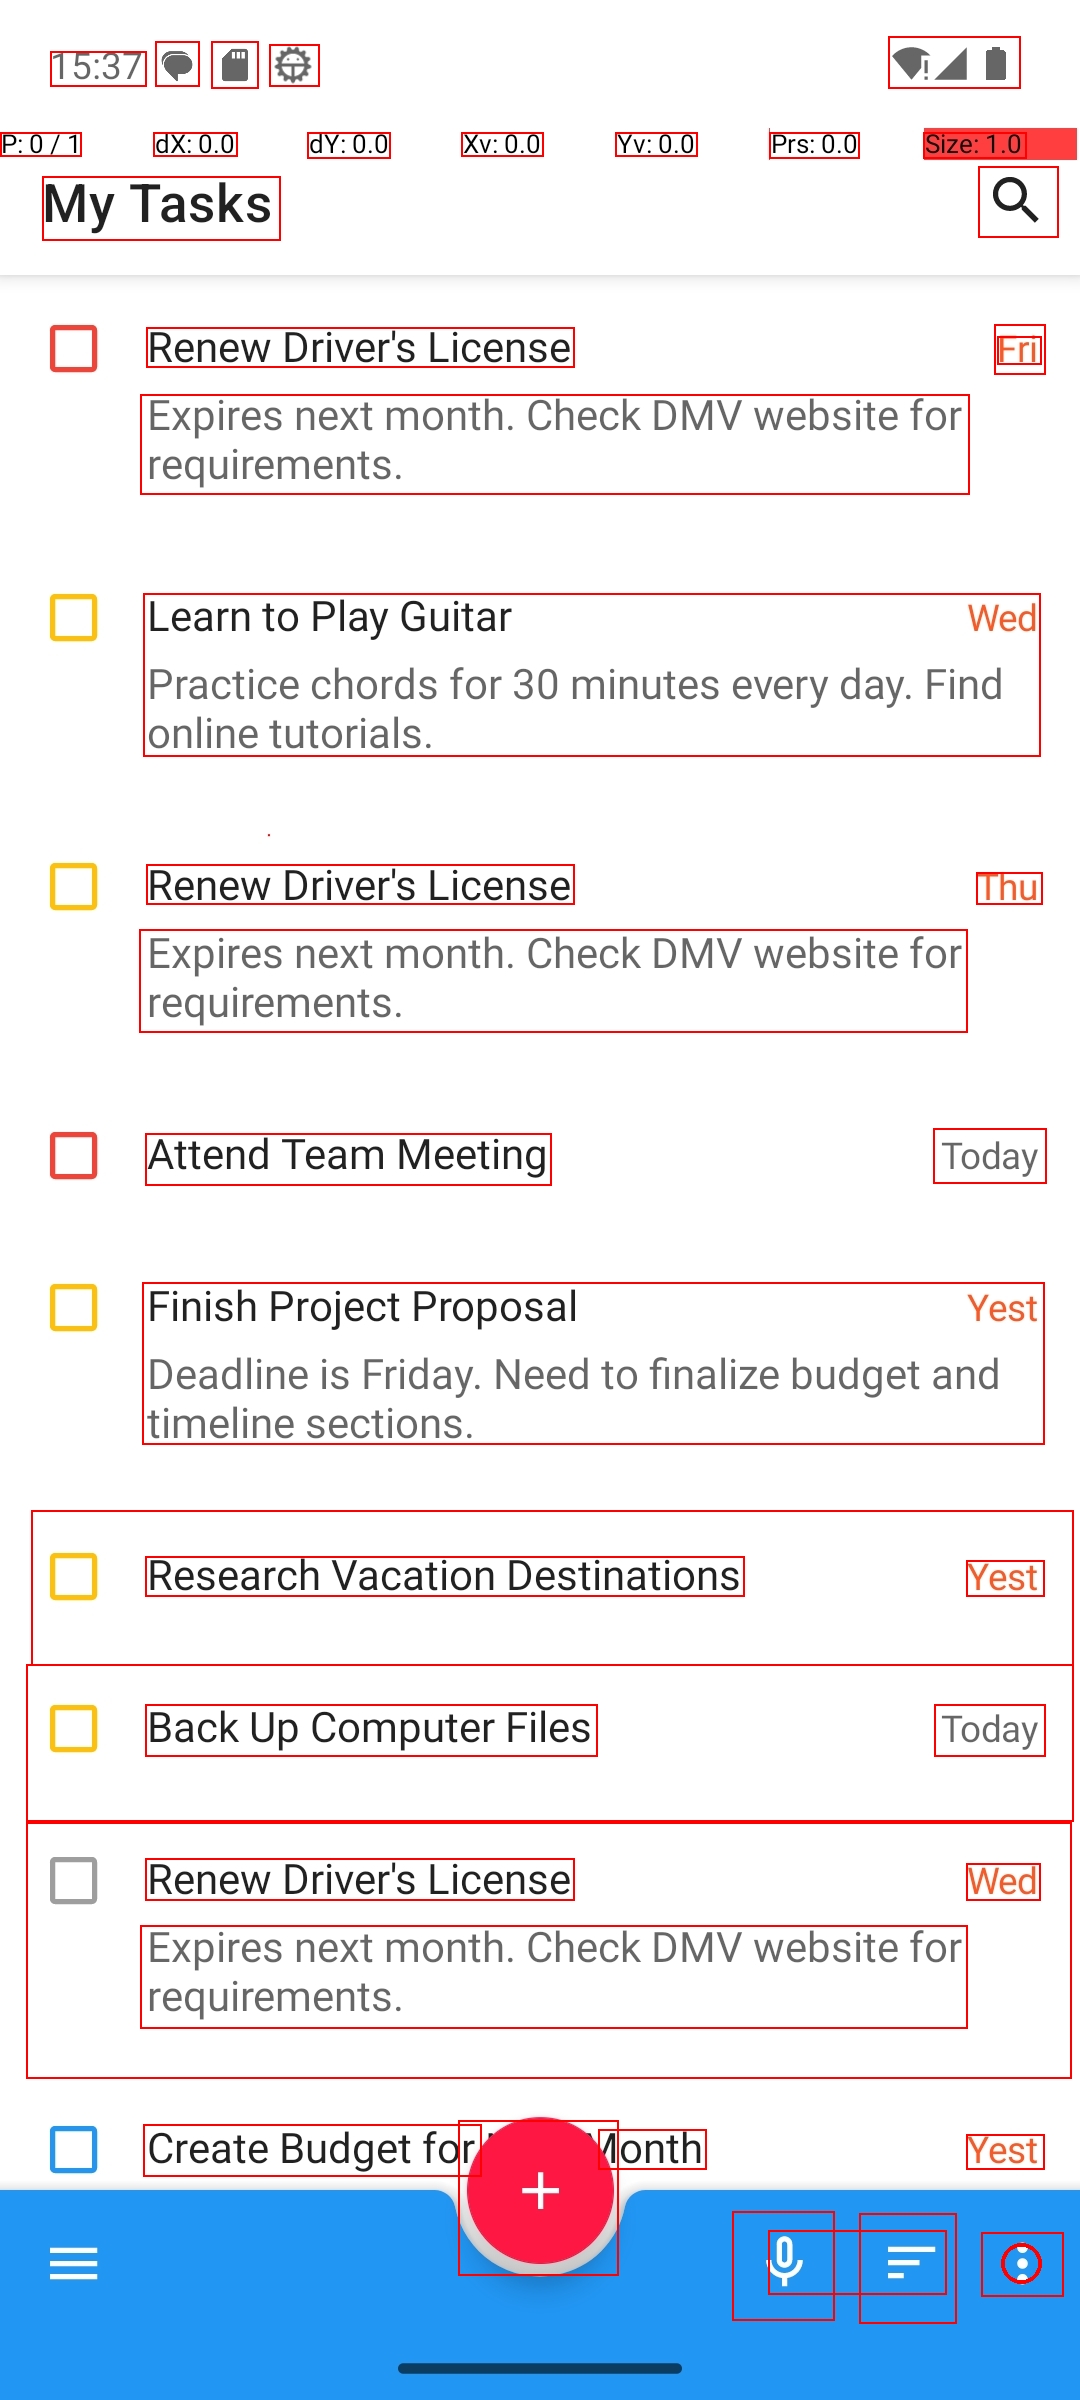 15:37
P: 0 / 1 dX: 0.0 dY: 0.0 Xv: 0.0 Yv: 0.0 Prs: 0.0 Size: 1.0
My Tasks
Renew Driver's License Fri
Expires next month. Check DMV website for
requirements.
Learn to Play Guitar Wed
Practice chords for 30 minutes every day. Find
online tutorials.
Renew Driver's License Thu
Expires next month. Check DMV website for
requirements.
Attend Team Meeting Today
Finish Project Proposal Yest
Deadline is Friday. Need to finalize budget and
timeline sections.
Research Vacation Destinations Yest
Back Up Computer Files Today
Renew Driver's License Wed
Expires next month. Check DMV website for
requirements.
Create Budget for Month Yest